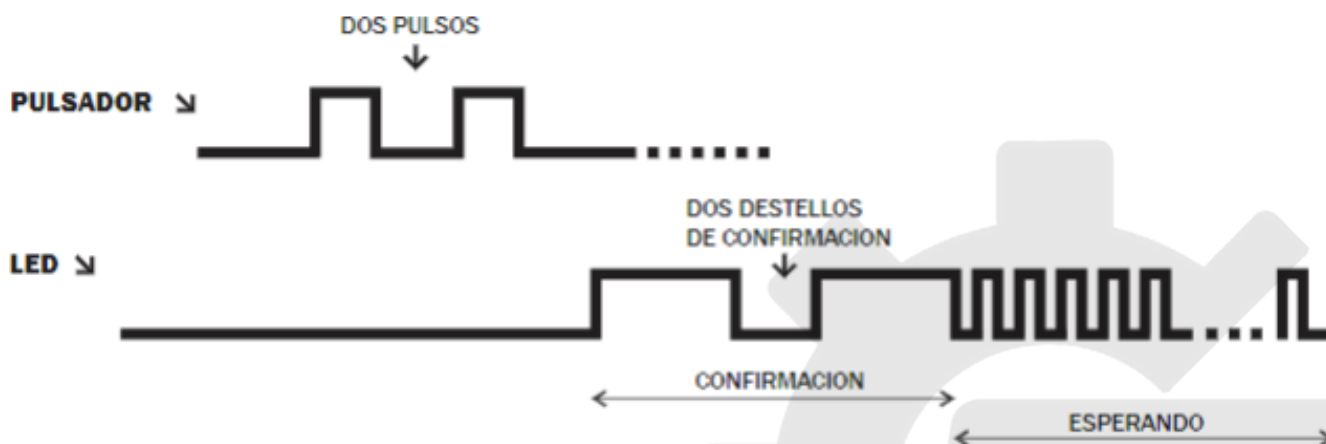 DOS PULSOS
PULSADOR
DOS DESTELLOS
DE CONFIRMACION
LED
CONFIRMACION
ESPERANDO